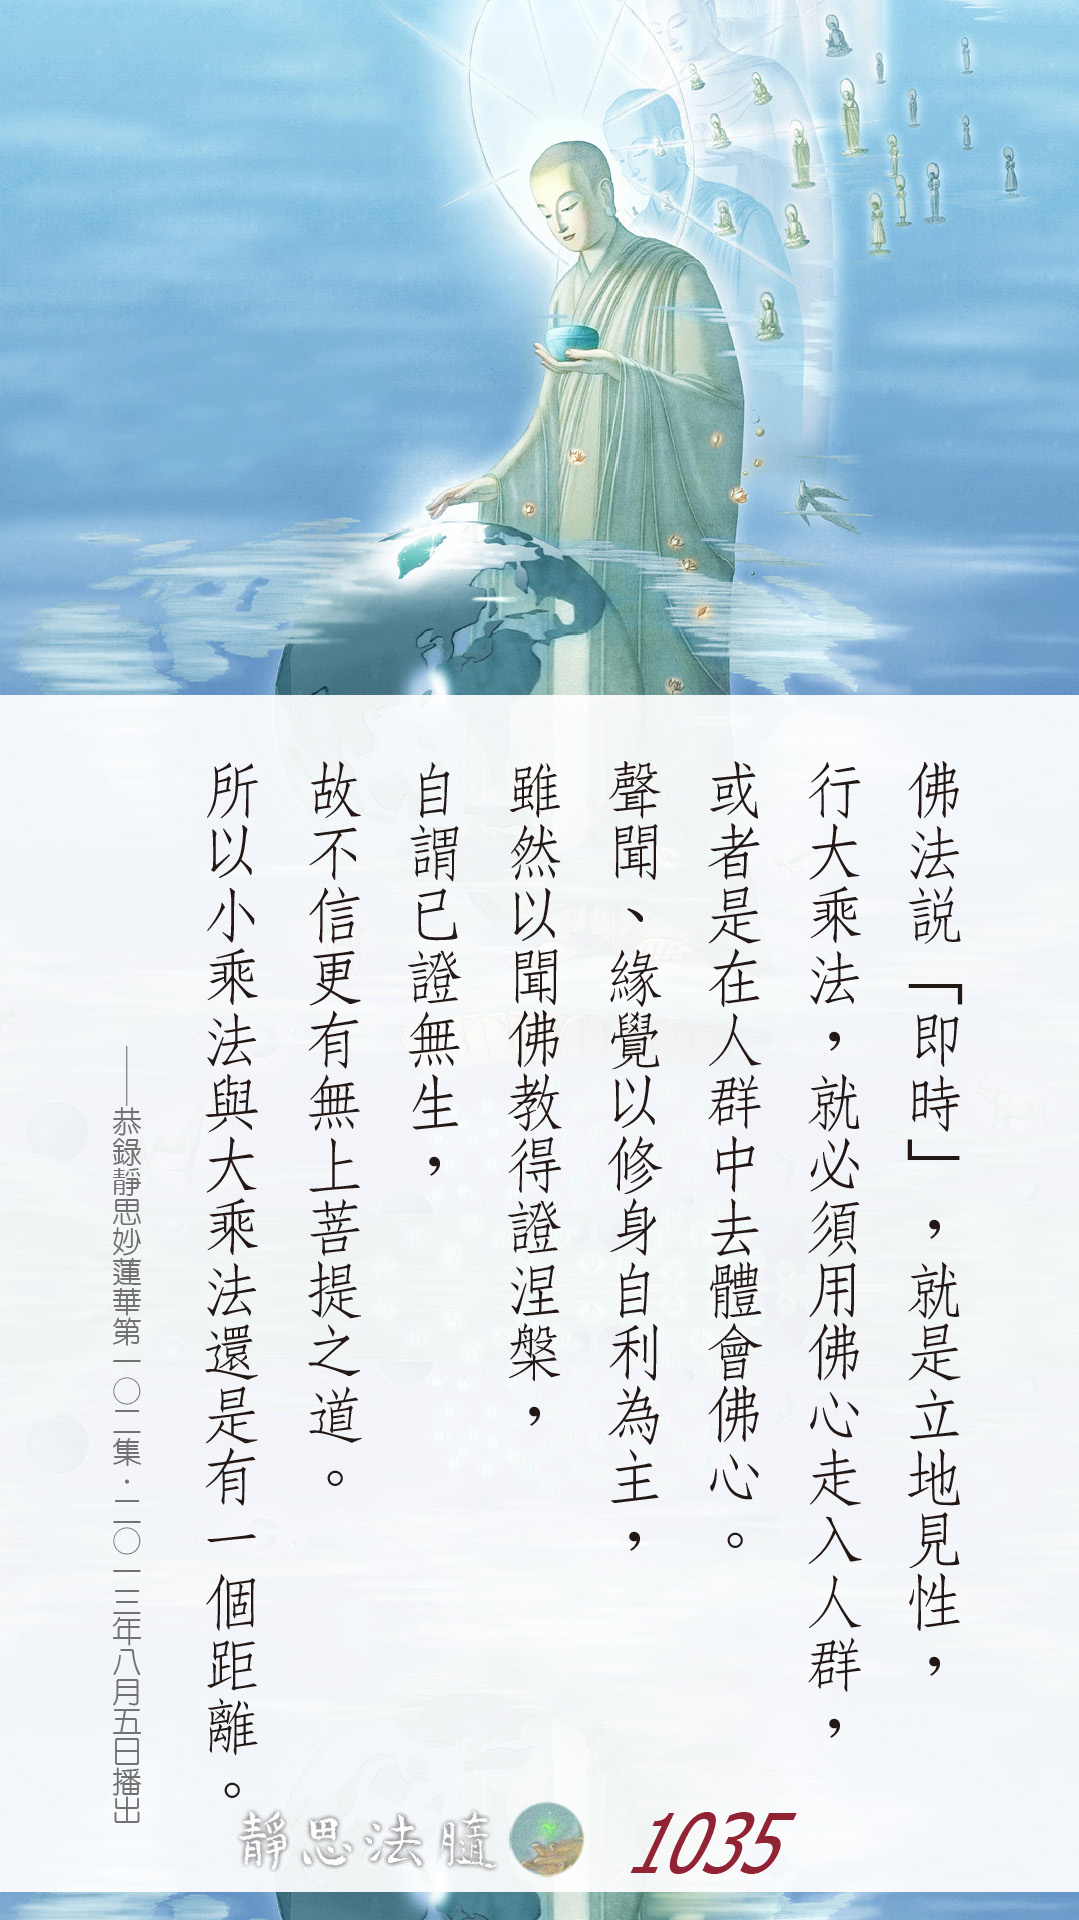 佛法說「即時」，就是立地見性，
行大乘法，就必須用佛心走入人群，
或者是在人群中去體會佛心。
聲聞、緣覺以修身自利為主，
雖然以聞佛教得證涅槃，
自謂已證無生，
故不信更有無上菩提之道。
所以小乘法與大乘法還是有一個距離。
——恭錄靜思妙蓮華第一〇二集·二〇一三年八月五日播出
靜思法髓
1035